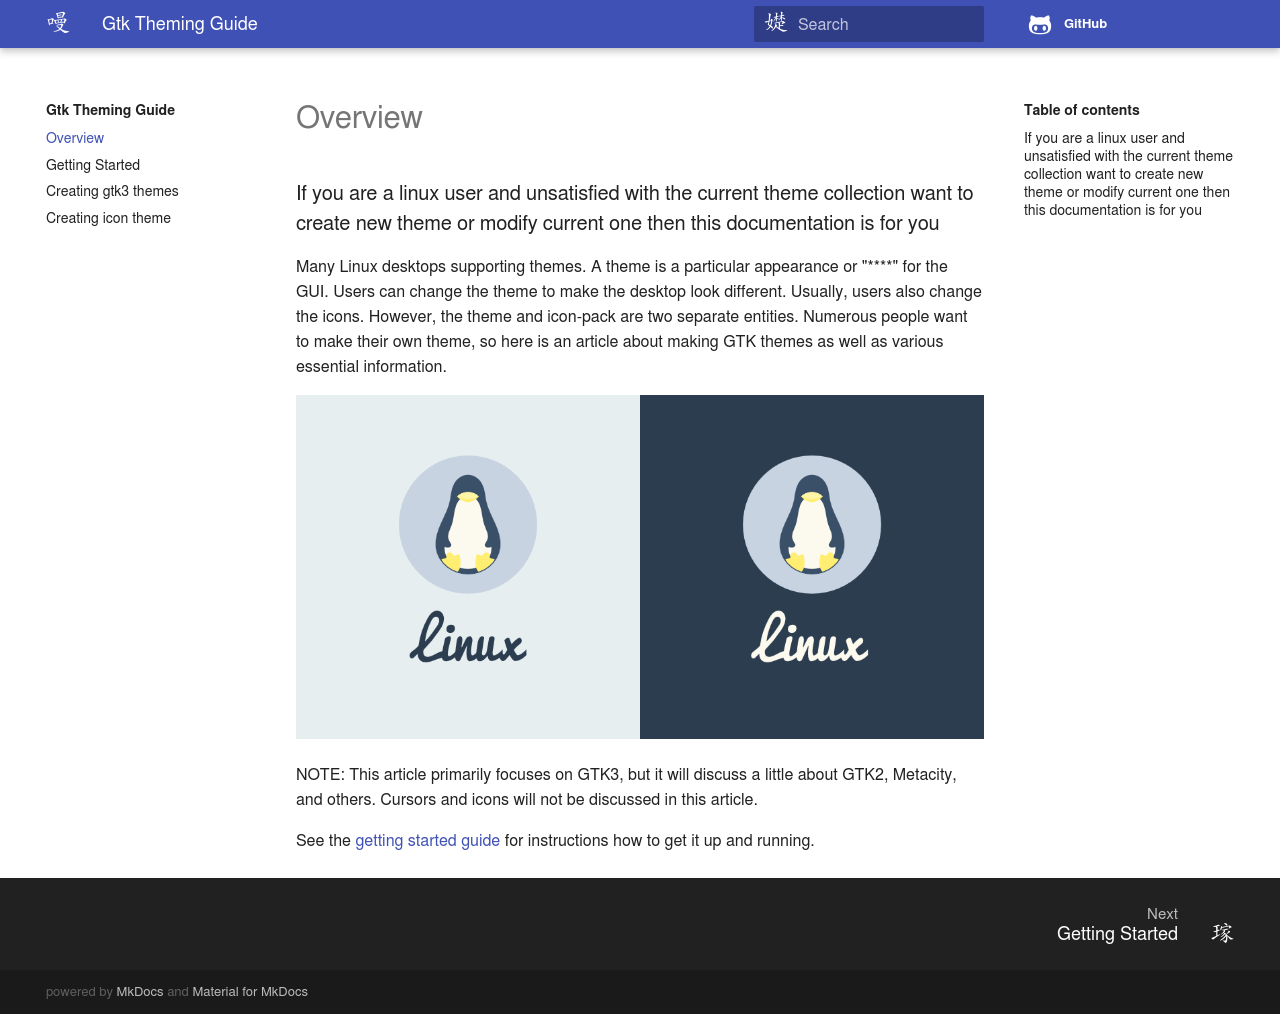 嘤 Gtk Theming Guide
Search
GitHub
Gtk Theming Guide
Overview
Getting Started
Creating gtk3 themes
Creating icon theme
Overview
If you are a linux user and unsatisfied with the current theme collection want to
create new theme or modify current one then this documentation is for you
Many Linux desktops supporting themes. A theme is a particular appearance or "****" for the
GUI. Users can change the theme to make the desktop look different. Usually, users also change
the icons. However, the theme and icon-pack are two separate entities. Numerous people want
to make their own theme, so here is an article about making GTK themes as well as various
essential information.
Linux
Linux
NOTE: This article primarily focuses on GTK3, but it will discuss a little about GTK2, Metacity,
and others. Cursors and icons will not be discussed in this article.
See the getting started guide for instructions how to get it up and running.
Table of contents
If you are a linux user and
unsatisfied with the current theme
collection want to create new
theme or modify current one then
this documentation is for you
Next
Getting Started
powered by MkDocs and Material for MkDocs